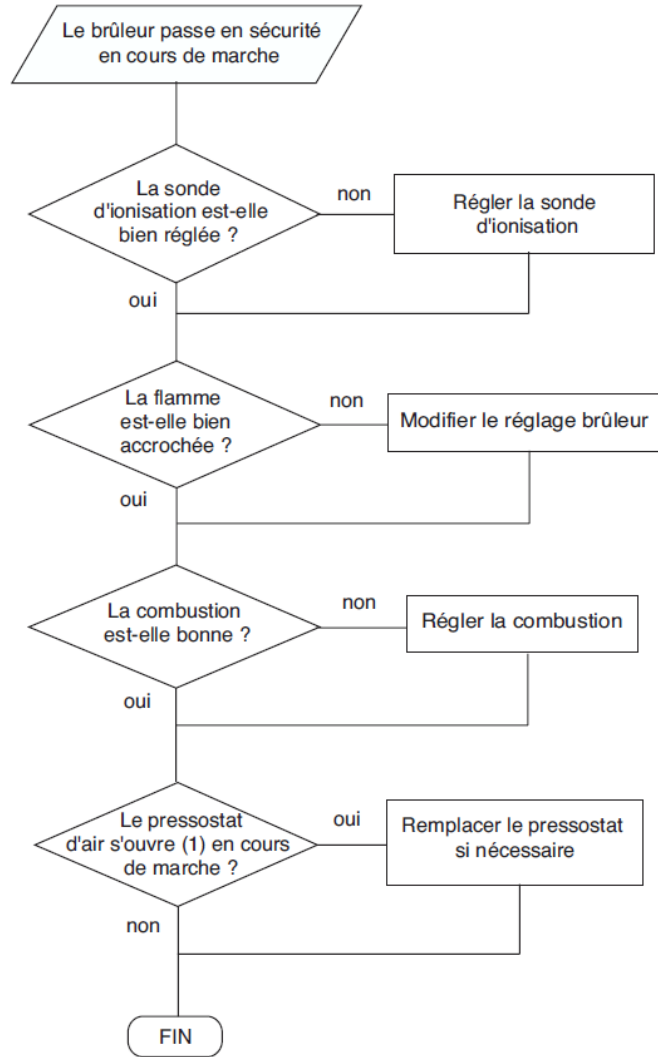 Le brûleur passe en sécurité
en cours de marche
La sonde
d'ionisation est-elle
bien réglée ?
non
Régler la sonde
d'ionisation
oui
La flamme
est-elle bien
accrochée ?
non
Modifier le réglage brûleur
oui
La combustion
est-elle bonne ?
non
Régler la combustion
oui
Le pressostat
d'air s'ouvre (1) en cours
de marche ?
oui
Remplacer le pressostat
si nécessaire
non
FIN